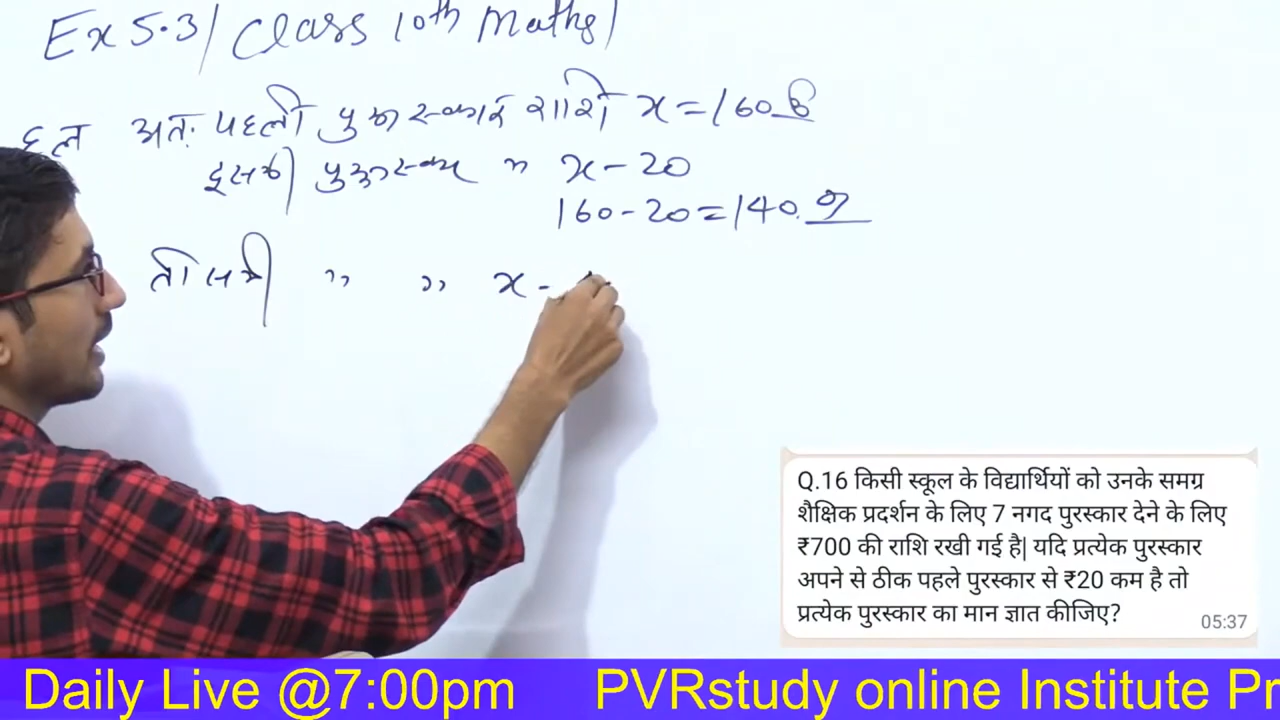 Ex 5.3 / Class 10th Maths /
हल अतः पहली पुरस्कार राशी x = 160 रु
दूसरी पुरस्कार " x - 20
160 - 20 = 140 रु
तीसरी " " x -
Q.16 किसी स्कूल के विद्यार्थियों को उनके समग्र
शैक्षिक प्रदर्शन के लिए 7 नगद पुरस्कार देने के लिए
₹700 की राशि रखी गई है| यदि प्रत्येक पुरस्कार
अपने से ठीक पहले पुरस्कार से ₹20 कम है तो
प्रत्येक पुरस्कार का मान ज्ञात कीजिए?
05:37
Daily Live @7:00pm PVRstudy online Institute Pr